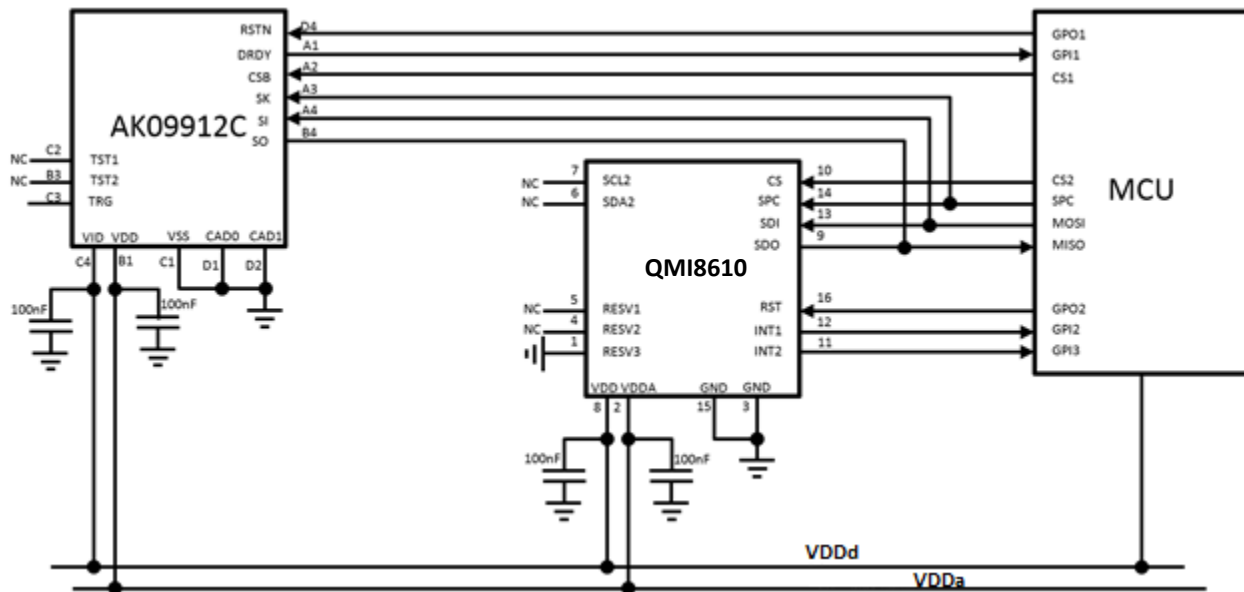 RSTN D4 GPO1
DRDY A1 GPI1
CSB A2 CS1
SK A3
SI A4
AK09912C
SO B4
NC C2 TST1
NC B3 TST2
C3 TRG
VID VDD VSS CAD0 CAD1
C4 B1 C1 D1 D2
100nF 100nF
MCU
NC 7 SCL2 CS 10 CS2
NC 6 SDA2 SPC 14 SPC
SDI 13 MOSI
SDO 9 MISO
QMI8610
NC 5 RESV1 RST 16 GPO2
NC 4 RESV2 INT1 12 GPI2
1 RESV3 INT2 11 GPI3
VDD VDDA GND GND
8 2 15 3
100nF 100nF
VDDd
VDDa